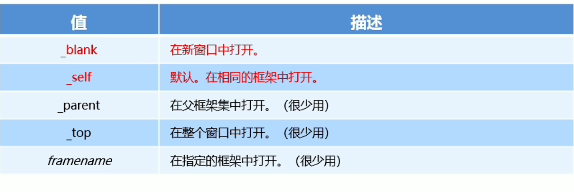 值 描述
_blank 在新窗口中打开。
_self 默认。在相同的框架中打开。
_parent 在父框架集中打开。（很少用）
_top 在整个窗口中打开。（很少用）
framename 在指定的框架中打开。（很少用）